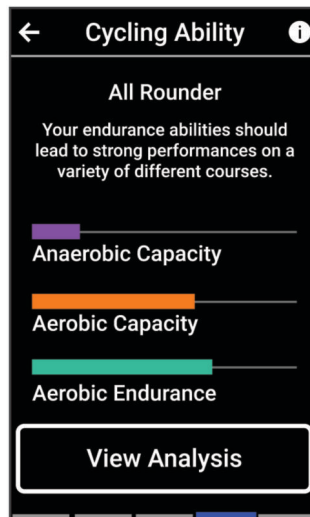 Cycling Ability
All Rounder
Your endurance abilities should
lead to strong performances on a
variety of different courses.
Anaerobic Capacity
Aerobic Capacity
Aerobic Endurance
View Analysis